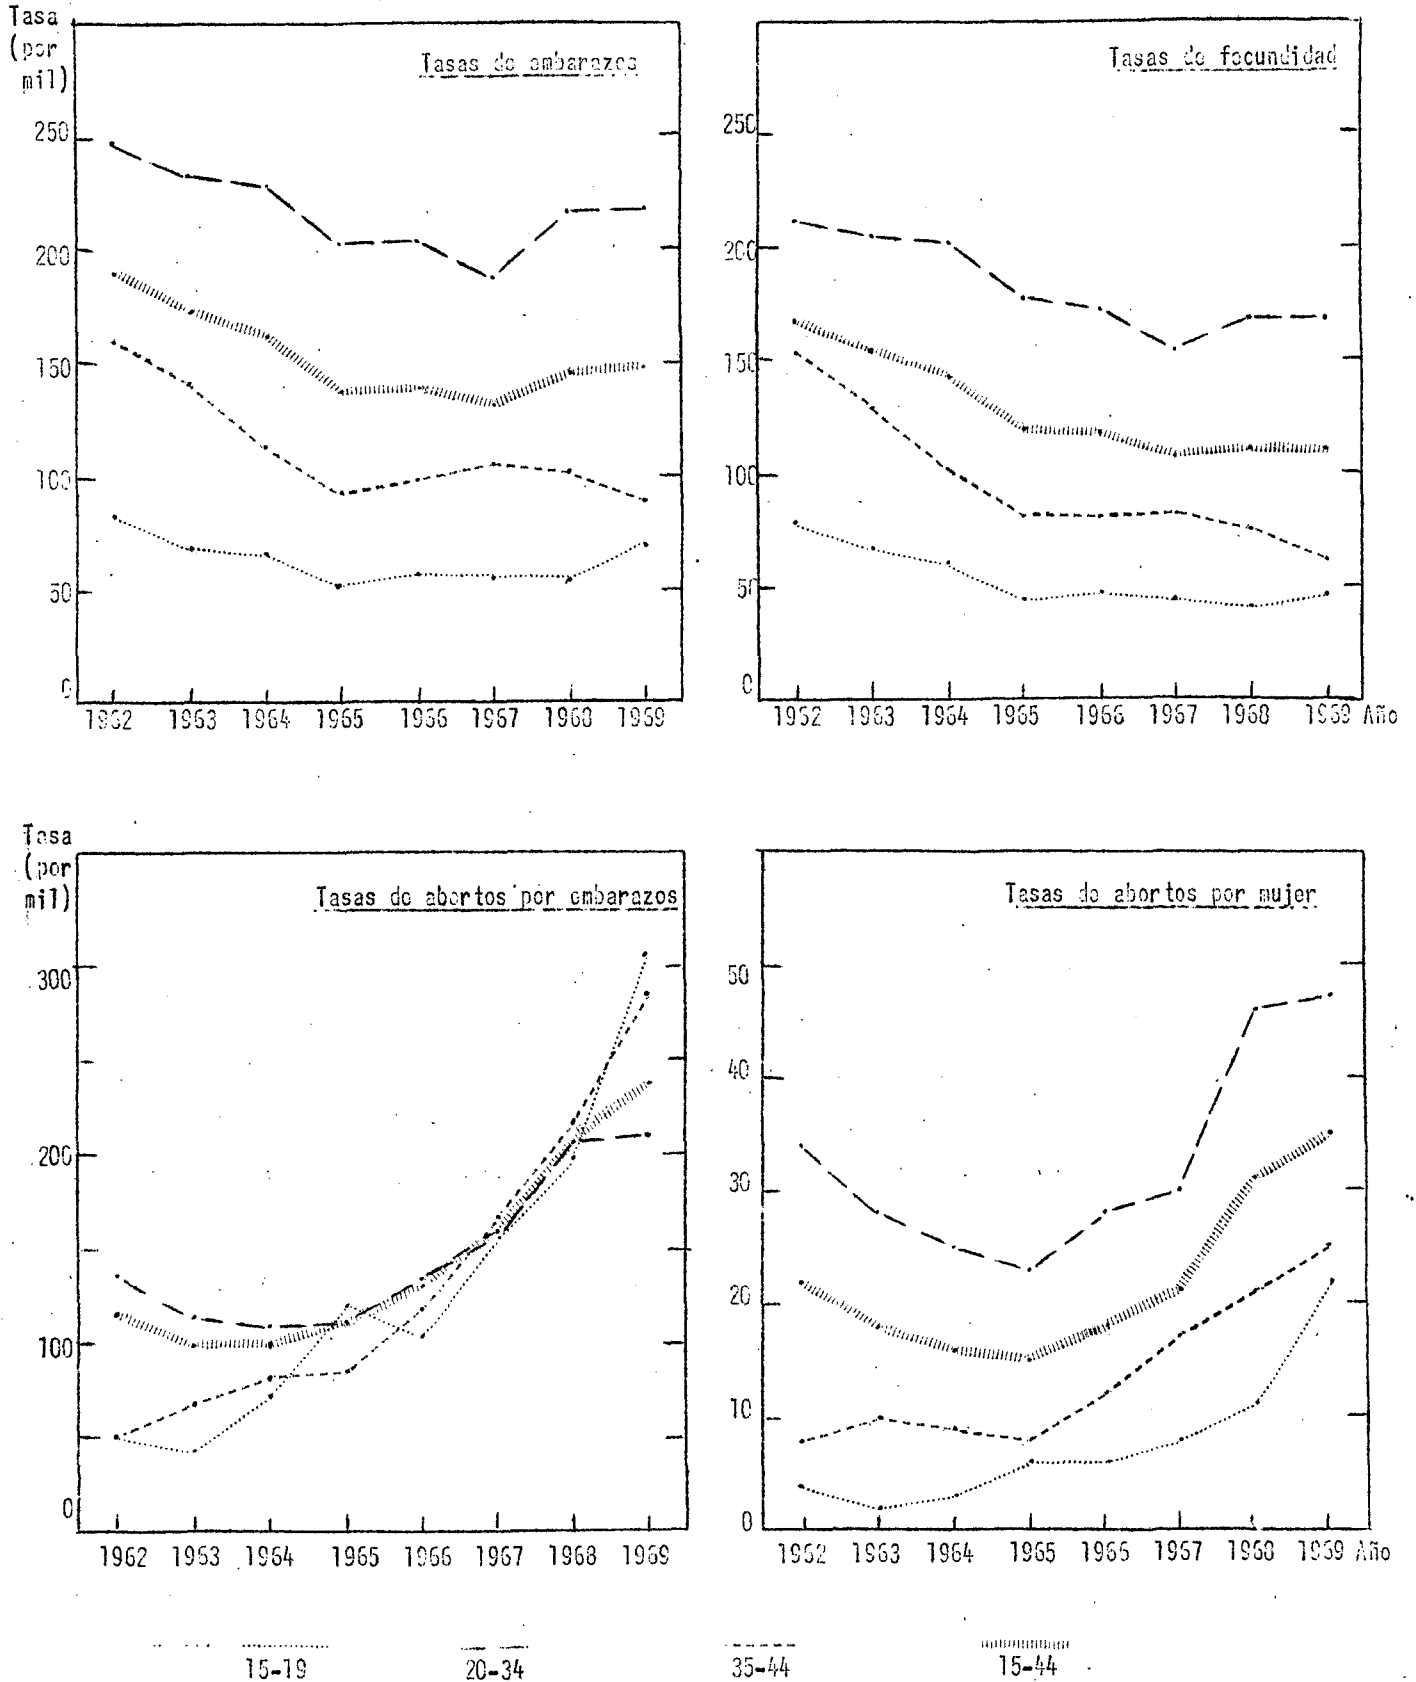 Tasa
(por
mil)
Tasas de embarazos
250
200
150
100
50
0
1962 1963 1964 1965 1966 1967 1968 1969
Tasas de fecundidad
250
200
150
100
50
0
1962 1963 1964 1965 1966 1967 1968 1969 Año
Tasa
(por
mil)
Tasas de abortos por embarazos
300
200
100
0
1962 1963 1964 1965 1966 1967 1968 1969
Tasas de abortos por mujer
50
40
30
20
10
0
1962 1963 1964 1965 1966 1967 1968 1969 Año
15-19 20-34 35-44 15-44